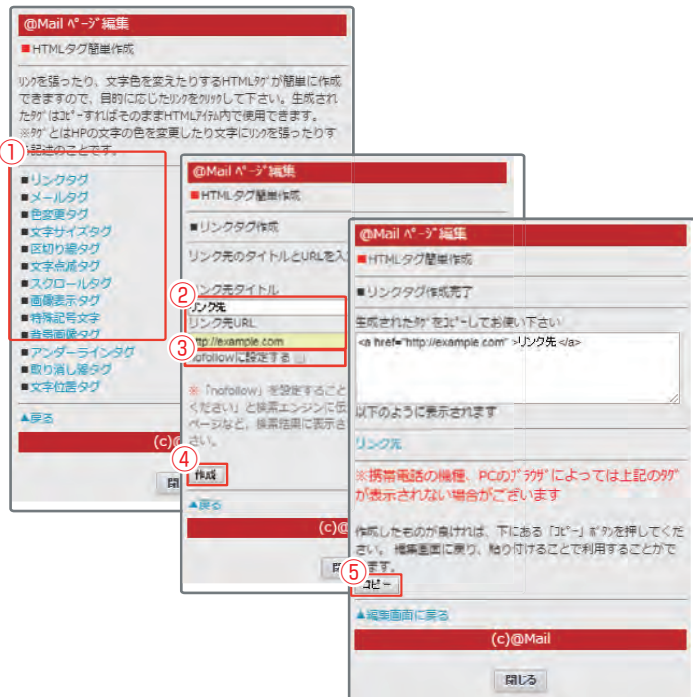 @Mail ﾍﾟｰｼﾞ編集
■HTMLタグ簡単作成
ﾘﾝｸを張ったり、文字色を変えたりするHTMLﾀｸﾞが簡単に作成
できますので、目的に応じたﾘﾝｸをｸﾘｯｸして下さい。生成され
たﾀｸﾞはｺﾋﾟｰすればそのままHTMLｱｲﾃﾑ内で使用できます。
※ﾀｸﾞとはHPの文字の色を変更したり文字にﾘﾝｸを張ったりす
記述のことです。
①
■リンクタグ
■メールタグ
■色変更タグ
■文字サイズタグ
■区切り線タグ
■文字点滅タグ
■スクロールタグ
■画像表示タグ
■特殊記号文字
■背景画像タグ
■アンダーラインタグ
■取り消し線タグ
■文字位置タグ
▲戻る
(c)@
閉
@Mail ﾍﾟｰｼﾞ編集
■HTMLタグ簡単作成
■リンクタグ作成
リンク先のタイトルとURLを入
リンク先タイトル
②
リンク先
リンク先URL
http://example.com
③
nofollowに設定する
※「nofollow」を設定すること
ください」と検索エンジンに伝
ページなど、検索結果に表示さ
さい。
④
作成
▲戻る
(c)@
閉
@Mail ﾍﾟｰｼﾞ編集
■HTMLタグ簡単作成
■リンクタグ作成完了
生成されたﾀｸﾞをｺﾋﾟｰしてお使い下さい
<a href="http://example.com" >リンク先</a>
以下のように表示されます
リンク先
※携帯電話の機種、PCのﾌﾞﾗｳｻﾞによっては上記のﾀｸﾞ
が表示されない場合がございます
作成したものが良ければ、下にある「ｺﾋﾟｰ」ﾎﾞﾀﾝを押してくだ
さい。 編集画面に戻り、貼り付けることで利用することがで
きます。
⑤
コピー
▲編集画面に戻る
(c)@Mail
閉じる